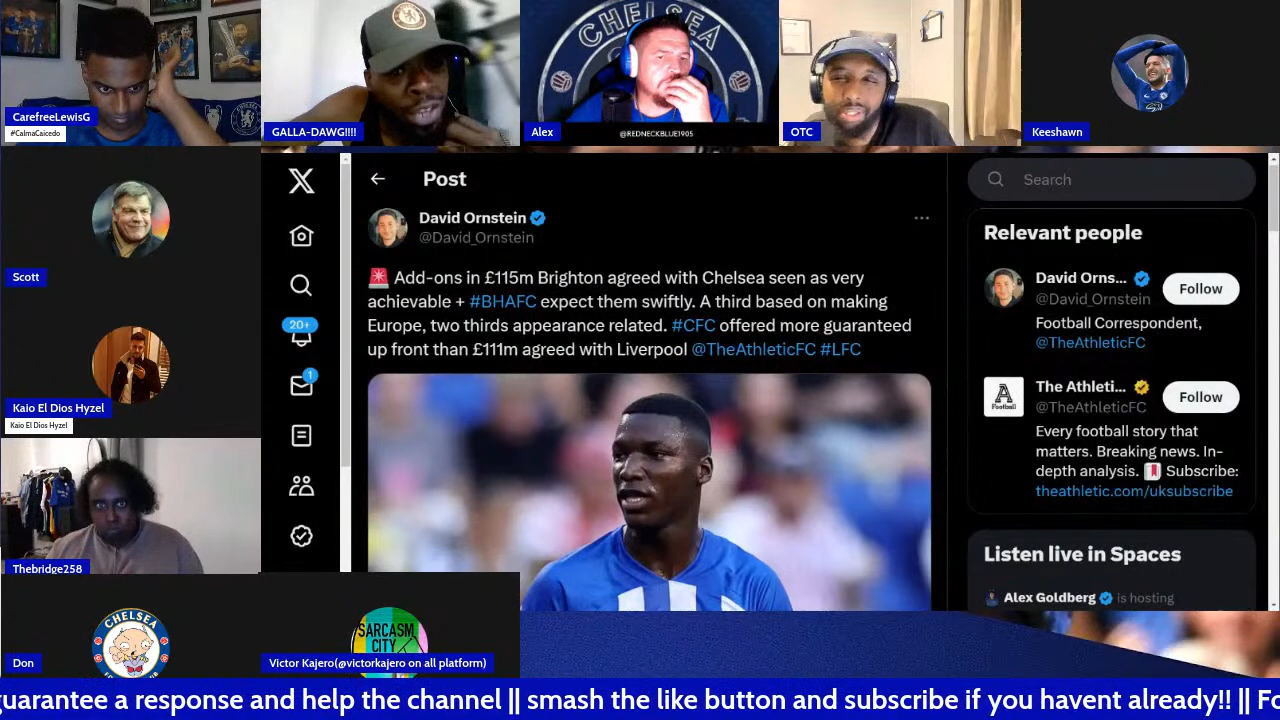 CarefreeLewisG
#CalmaCaicedo
GALLA-DAWG!!!!
CHELSEA
Alex
@REDNECKBLUE1905
OTC
Keeshawn
Scott
Kaio El Dios Hyzel
Kaio El Dios Hyzel
Thebridge258
CHELSEA
Don
SARCASM
CITY
Victor Kajero(@victorkajero on all platform)
20+
1
Post
David Ornstein
@David_Ornstein
🚨 Add-ons in £115m Brighton agreed with Chelsea seen as very
achievable + #BHAFC expect them swiftly. A third based on making
Europe, two thirds appearance related. #CFC offered more guaranteed
up front than £111m agreed with Liverpool @TheAthleticFC #LFC
Search
Relevant people
David Orns...
@David_Ornstein
Follow
Football Correspondent,
@TheAthleticFC
A
Football
The Athleti...
@TheAthleticFC
Follow
Every football story that
matters. Breaking news. In-
depth analysis. Subscribe:
theathletic.com/uksubscribe
Listen live in Spaces
Alex Goldberg is hosting
guarantee a response and help the channel || smash the like button and subscribe if you havent already!! || Fo